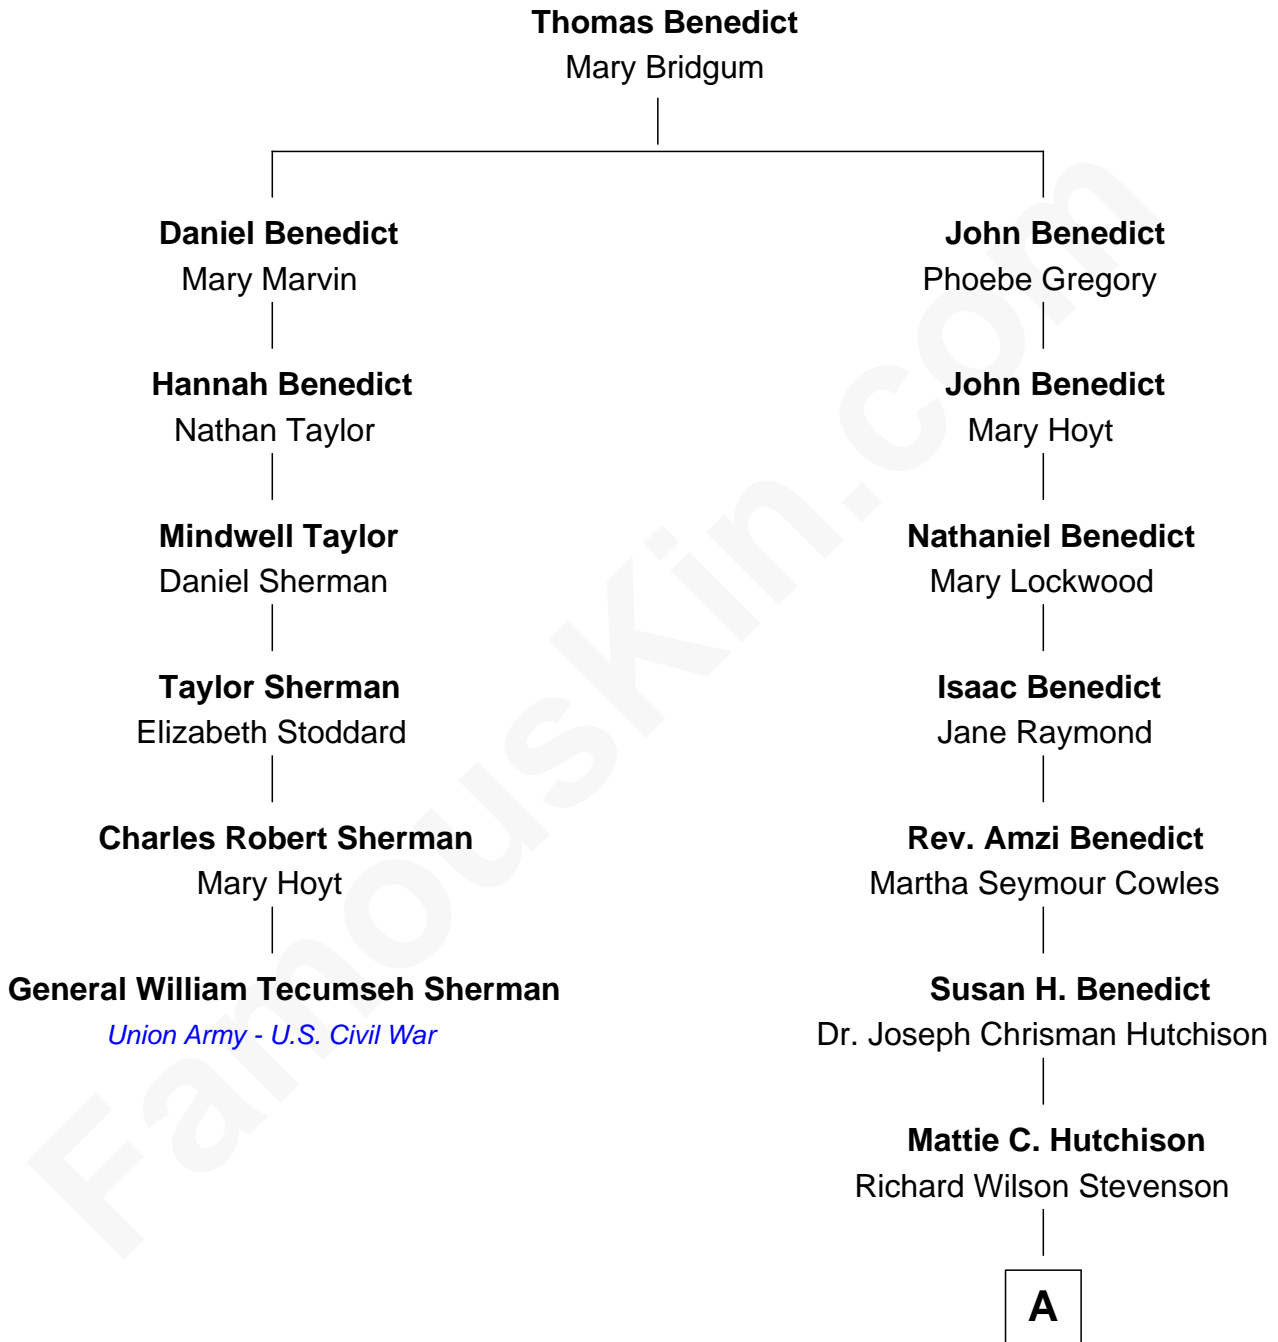 Thomas Benedict
Mary Bridgum
Daniel Benedict
Mary Marvin
Hannah Benedict
Nathan Taylor
Mindwell Taylor
Daniel Sherman
Taylor Sherman
Elizabeth Stoddard
Charles Robert Sherman
Mary Hoyt
General William Tecumseh Sherman
Union Army - U.S. Civil War
John Benedict
Phoebe Gregory
John Benedict
Mary Hoyt
Nathaniel Benedict
Mary Lockwood
Isaac Benedict
Jane Raymond
Rev. Amzi Benedict
Martha Seymour Cowles
Susan H. Benedict
Dr. Joseph Chrisman Hutchison
Mattie C. Hutchison
Richard Wilson Stevenson
A
FamousKin.com